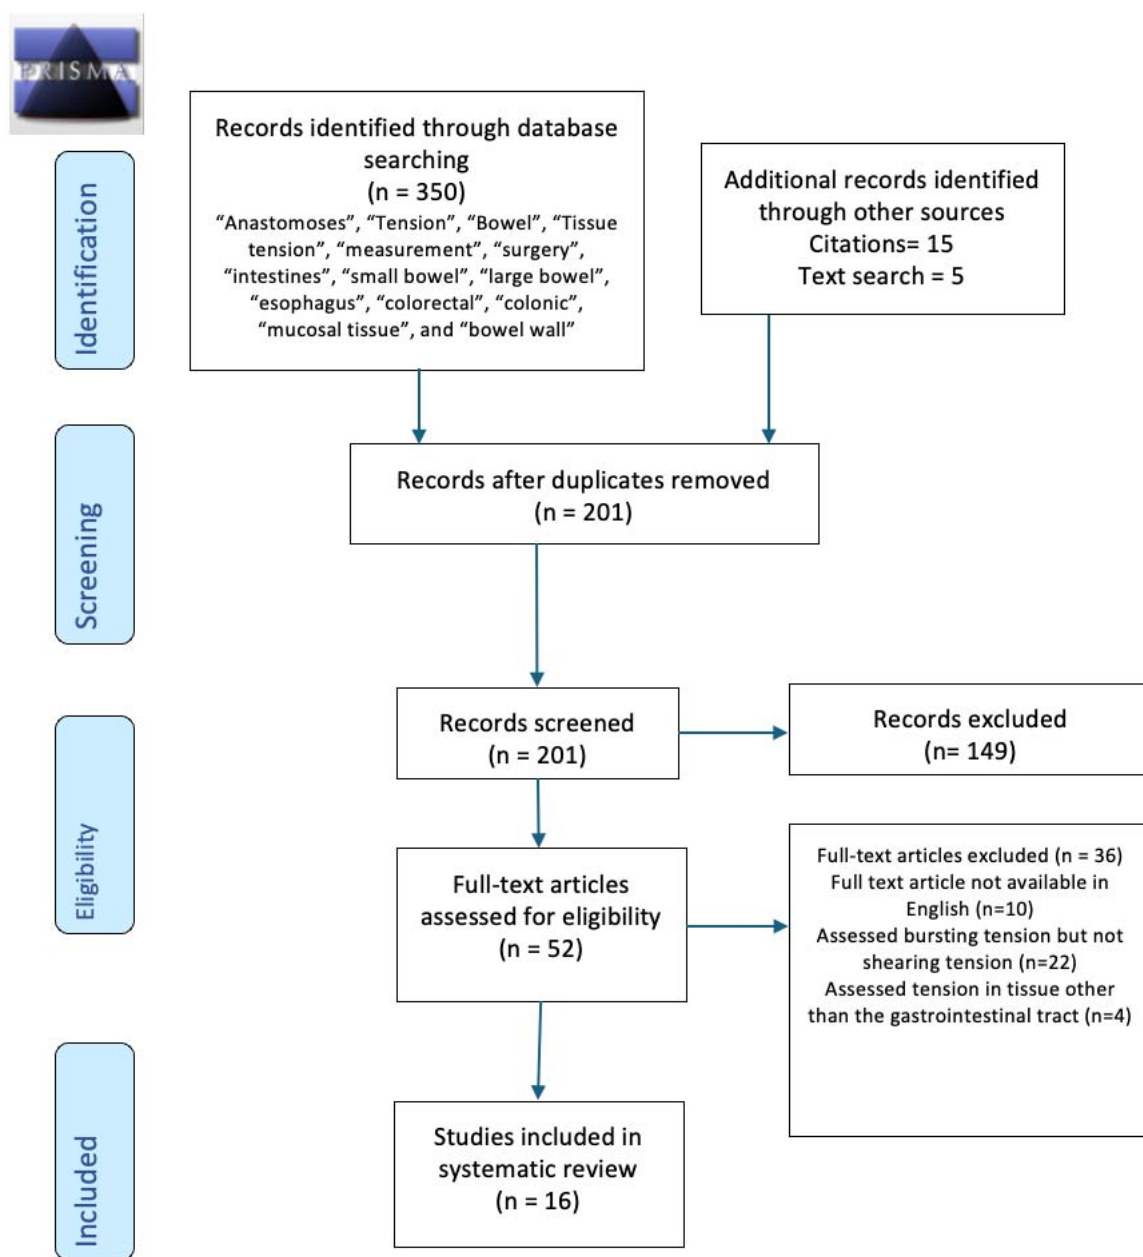 PRISMA
Identification
Records identified through database
searching
(n = 350)
“Anastomoses”, “Tension”, “Bowel”, “Tissue
tension”, “measurement”, “surgery”,
“intestines”, “small bowel”, “large bowel”,
“esophagus”, “colorectal”, “colonic”,
“mucosal tissue”, and “bowel wall”
Additional records identified
through other sources
Citations= 15
Text search = 5
Screening
Records after duplicates removed
(n = 201)
Eligibility
Records screened
(n = 201)
Records excluded
(n= 149)
Full-text articles
assessed for eligibility
(n = 52)
Full-text articles excluded (n = 36)
Full text article not available in
English (n=10)
Assessed bursting tension but not
shearing tension (n=22)
Assessed tension in tissue other
than the gastrointestinal tract (n=4)
Included
Studies included in
systematic review
(n = 16)